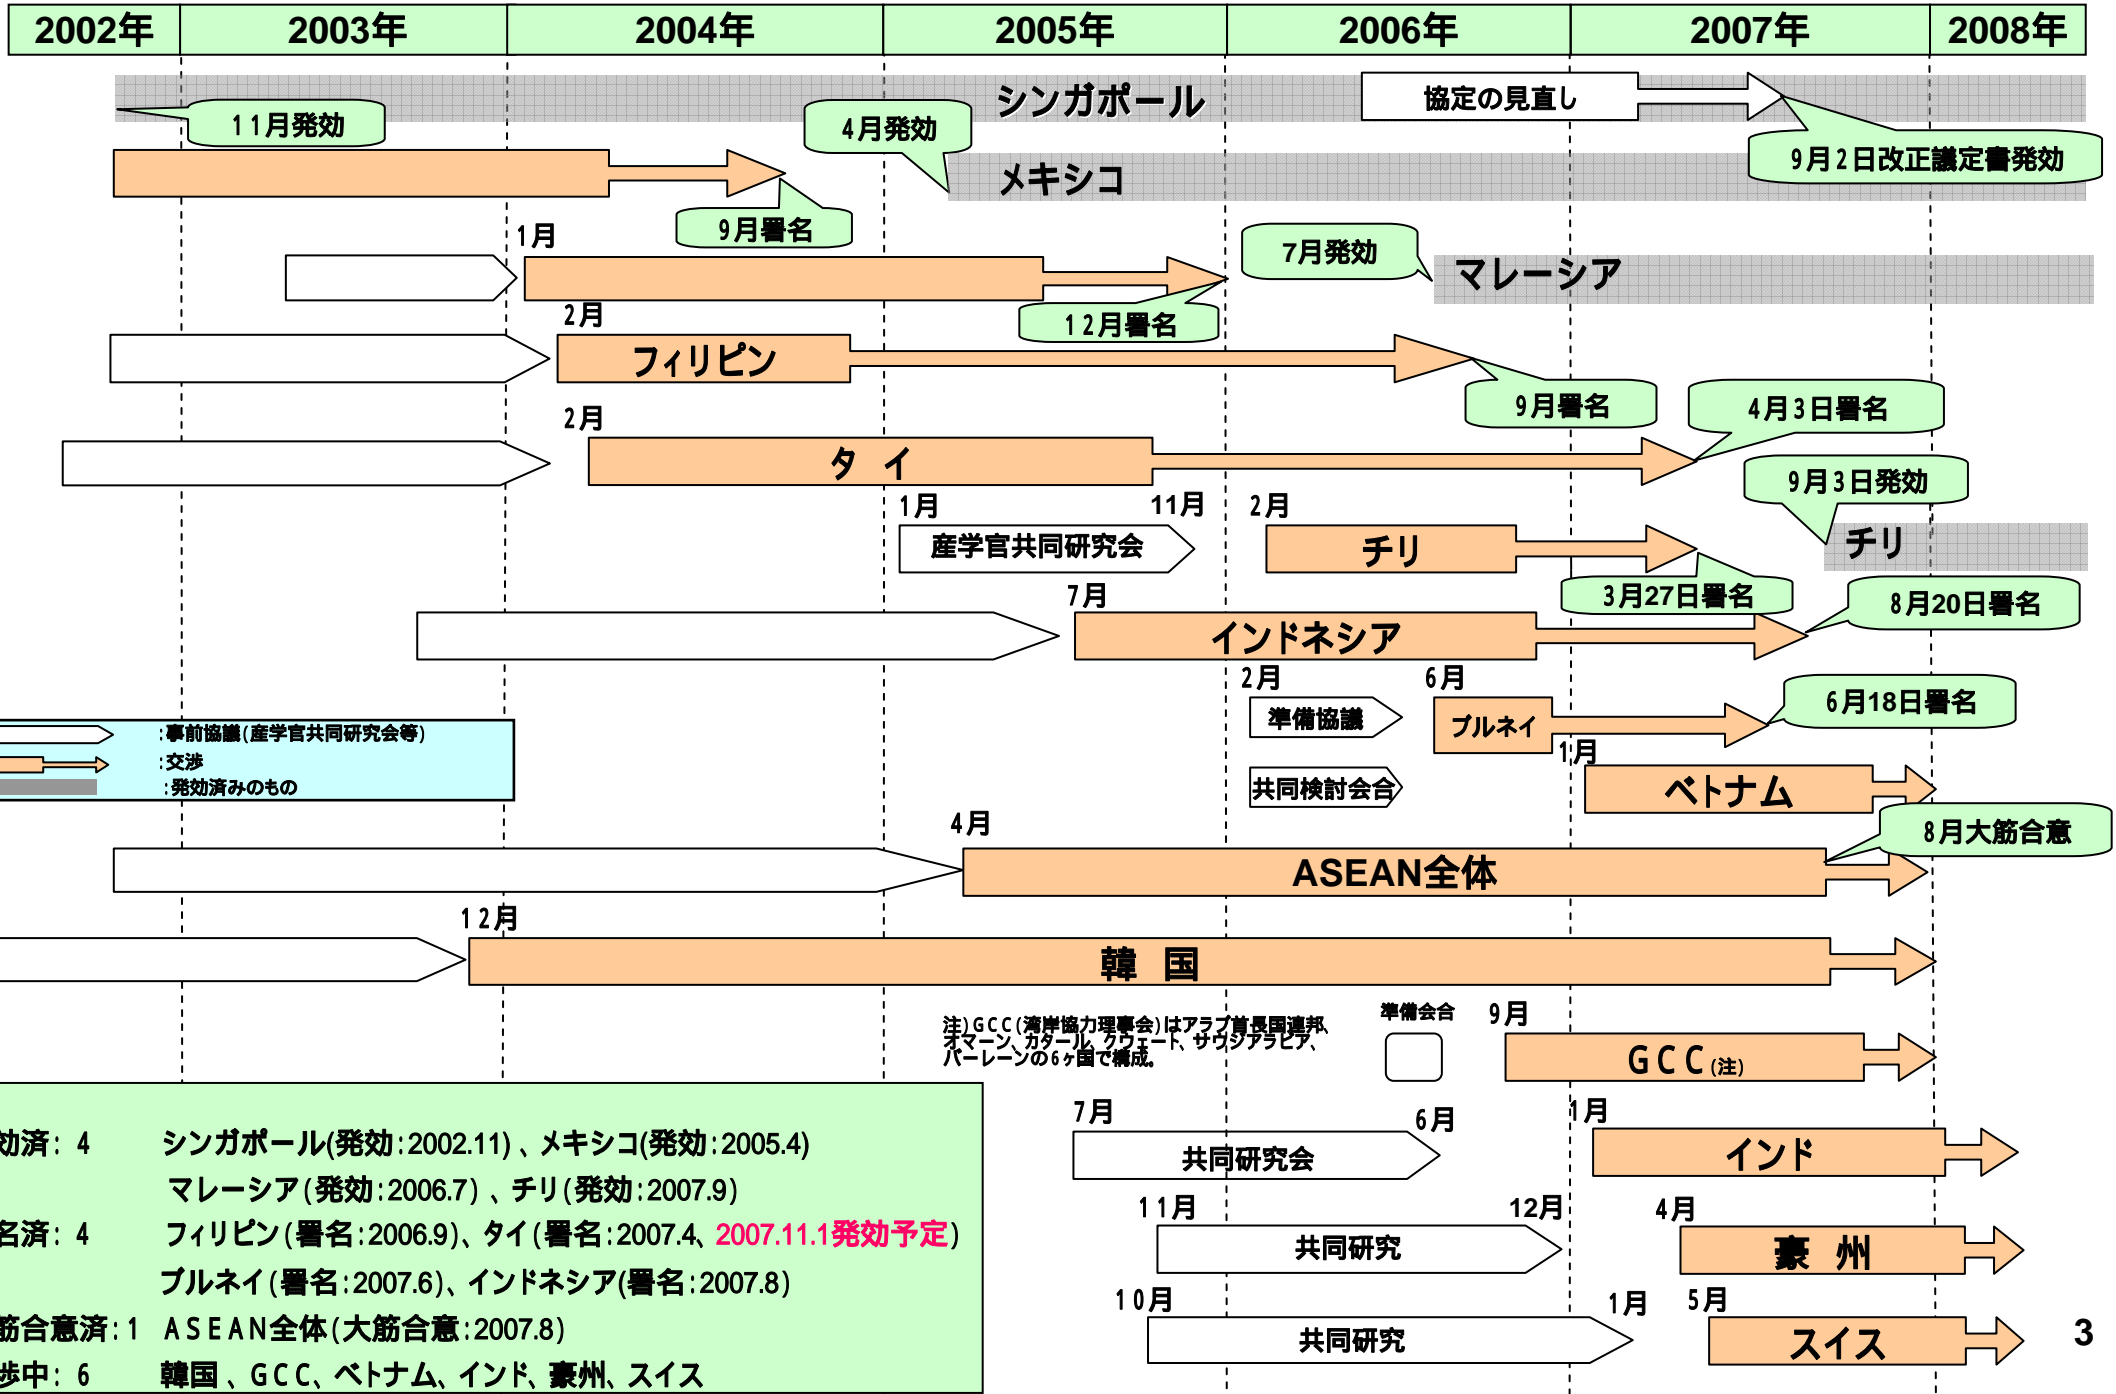 2002年 2003年 2004年 2005年 2006年 2007年 2008年
シンガポール
協定の見直し
11月発効
4月発効
9月2日改正議定書発効
メキシコ
9月署名
1月
7月発効
マレーシア
12月署名
2月
フィリピン
9月署名
4月3日署名
2月
タ イ
9月3日発効
1月
11月
2月
産学官共同研究会
チリ
チリ
3月27日署名
7月
8月20日署名
インドネシア
2月
6月
6月18日署名
準備協議
ブルネイ
:事前協議(産学官共同研究会等)
:交渉
:発効済みのもの
1月
共同検討会合
ベトナム
4月
8月大筋合意
ASEAN全体
12月
韓 国
注)GCC(湾岸協力理事会)はアラブ首長国連邦、
オマーン、カタール、クウェート、サウジアラビア、
バーレーンの6ヶ国で構成。
準備会合
9月
GCC(注)
7月
6月
1月
共同研究会
インド
11月
12月
4月
共同研究
豪 州
10月
1月
5月
共同研究
スイス
効済: 4 シンガポール(発効:2002.11)、メキシコ(発効:2005.4)
マレーシア(発効:2006.7)、チリ(発効:2007.9)
名済: 4 フィリピン(署名:2006.9)、タイ(署名:2007.4、2007.11.1発効予定)
ブルネイ(署名:2007.6)、インドネシア(署名:2007.8)
筋合意済:1 ASEAN全体(大筋合意:2007.8)
渉中: 6 韓国、GCC、ベトナム、インド、豪州、スイス
3